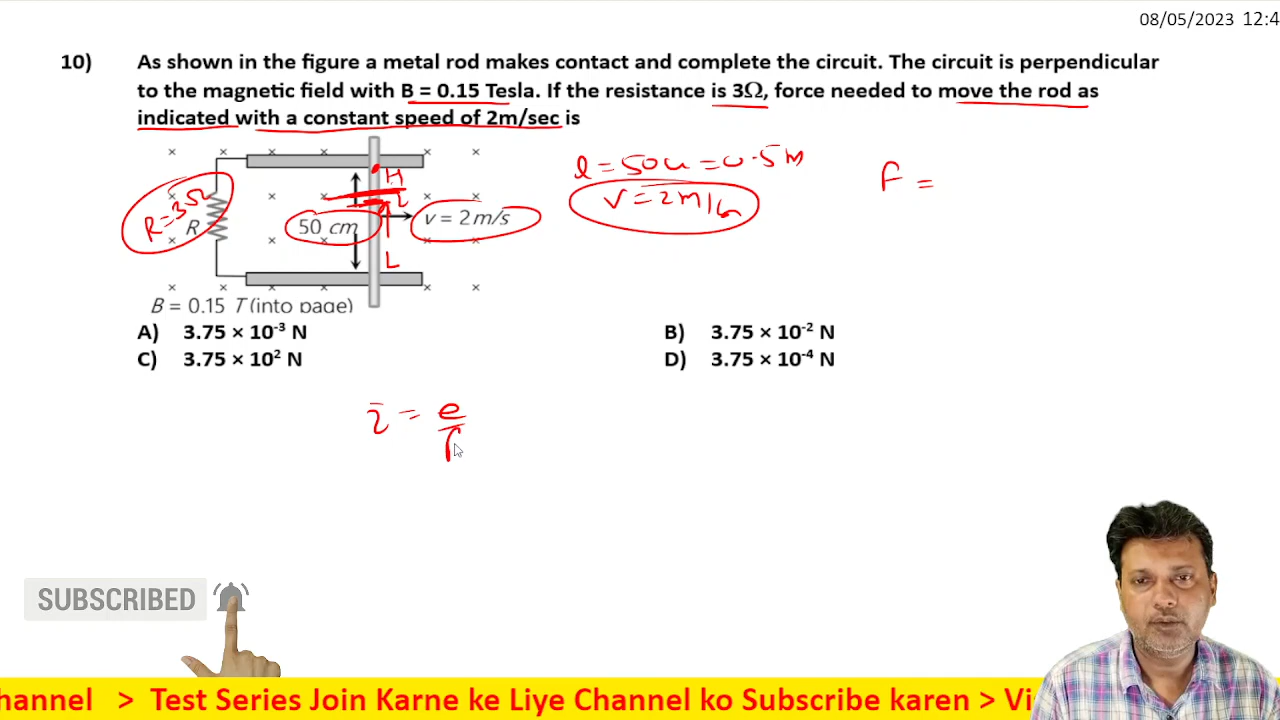 08/05/2023 12:4
10) As shown in the figure a metal rod makes contact and complete the circuit. The circuit is perpendicular
to the magnetic field with B = 0.15 Tesla. If the resistance is 3Ω, force needed to move the rod as
indicated with a constant speed of 2m/sec is
l = 50cm = 0.5m
F =
H
R=3Ω
V = 2m/s
R
50 cm
v = 2m/s
L
B = 0.15 T (into page)
A) 3.75 × 10⁻³ N B) 3.75 × 10⁻² N
C) 3.75 × 10² N D) 3.75 × 10⁻⁴ N
i = e
SUBSCRIBED
hannel > Test Series Join Karne ke Liye Channel ko Subscribe karen > Vi